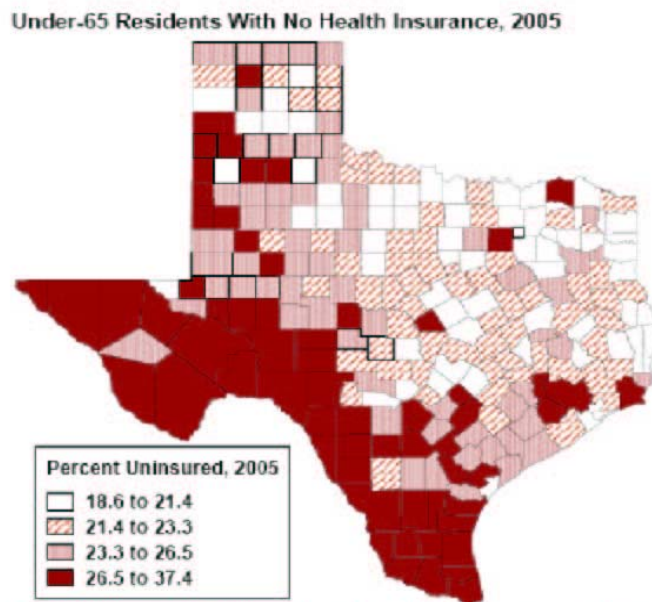 Under-65 Residents With No Health Insurance, 2005
Percent Uninsured, 2005
18.6 to 21.4
21.4 to 23.3
23.3 to 26.5
26.5 to 37.4